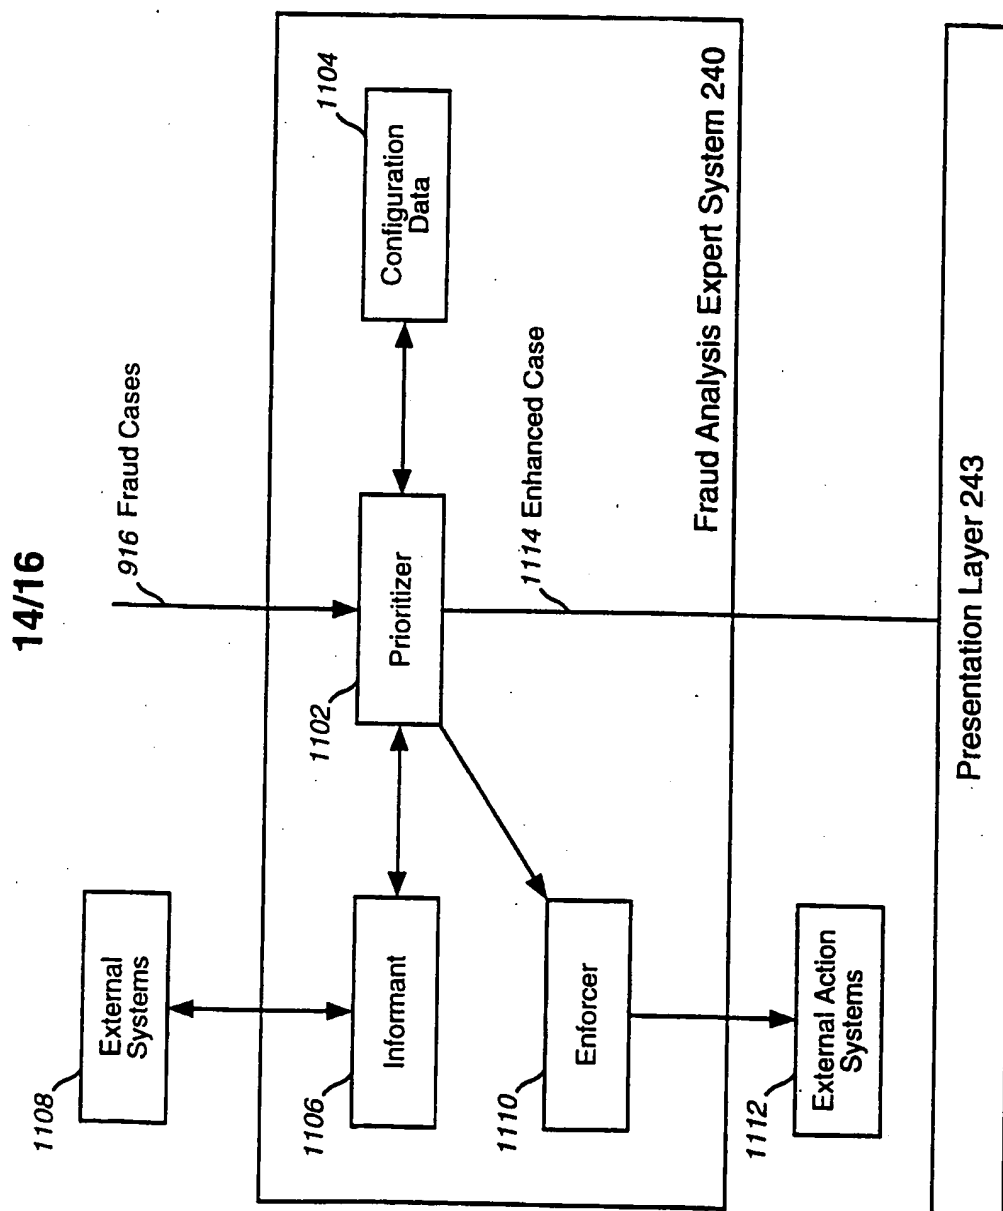 14/16
916 Fraud Cases
1108
External
Systems
1102
Prioritizer
1104
Configuration
Data
1106
Informant
1110
Enforcer
1114 Enhanced Case
Fraud Analysis Expert System 240
1112
External Action
Systems
Presentation Layer 243